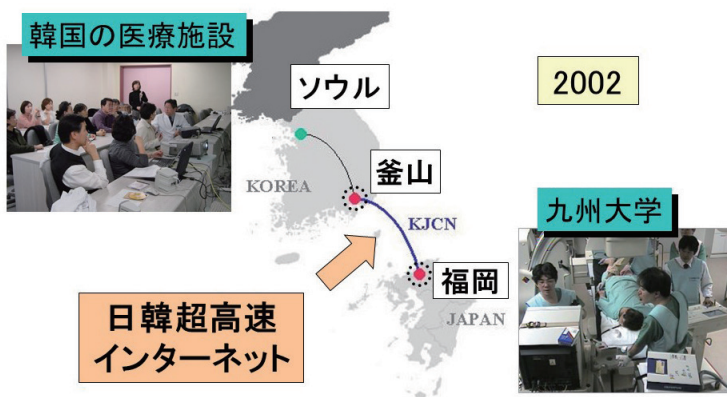 韓国の医療施設
ソウル
2002
KOREA
釜山
九州大学
KJCN
福岡
日韓超高速
インターネット
JAPAN